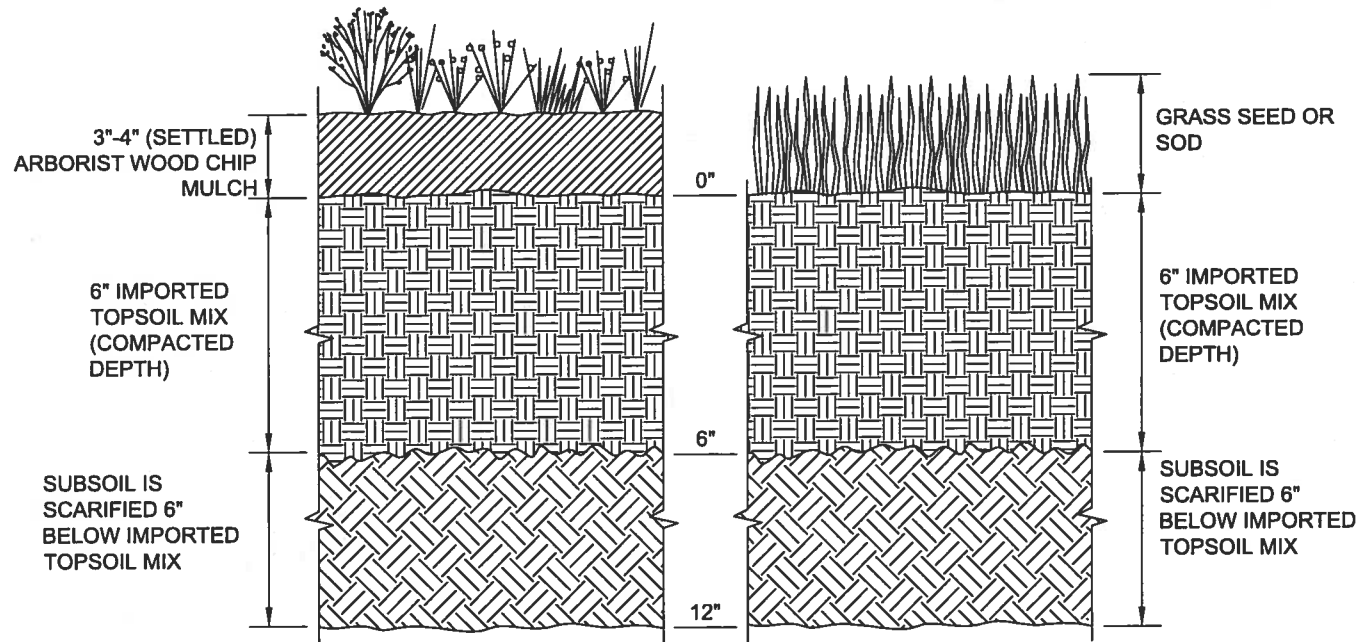 3"-4" (SETTLED)
ARBORIST WOOD CHIP
MULCH
6" IMPORTED
TOPSOIL MIX
(COMPACTED
DEPTH)
SUBSOIL IS
SCARIFIED 6"
BELOW IMPORTED
TOPSOIL MIX
0"
6"
12"
GRASS SEED OR
SOD
6" IMPORTED
TOPSOIL MIX
(COMPACTED
DEPTH)
SUBSOIL IS
SCARIFIED 6"
BELOW IMPORTED
TOPSOIL MIX